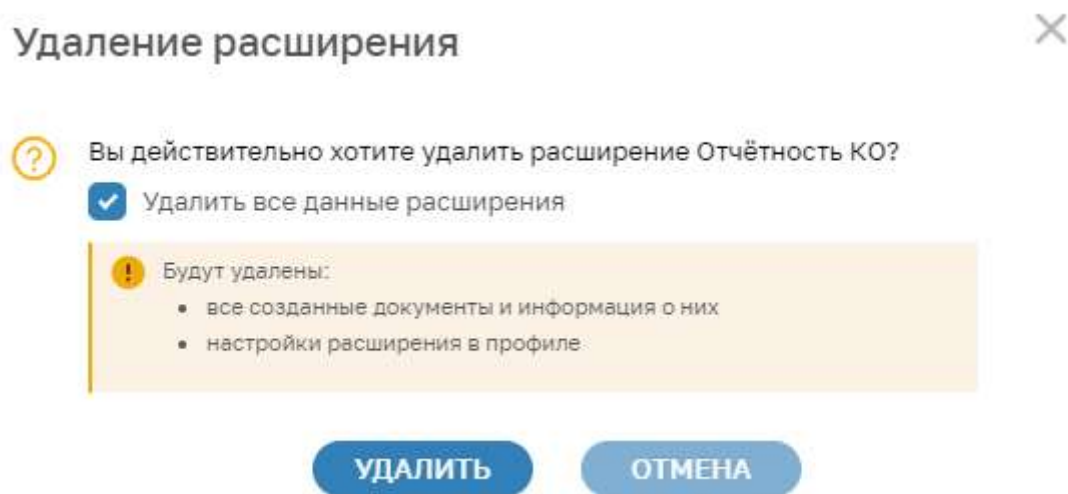 Удаление расширения
Вы действительно хотите удалить расширение Отчётность КО?
Удалить все данные расширения
Будут удалены:
• все созданные документы и информация о них
• настройки расширения в профиле
УДАЛИТЬ ОТМЕНА